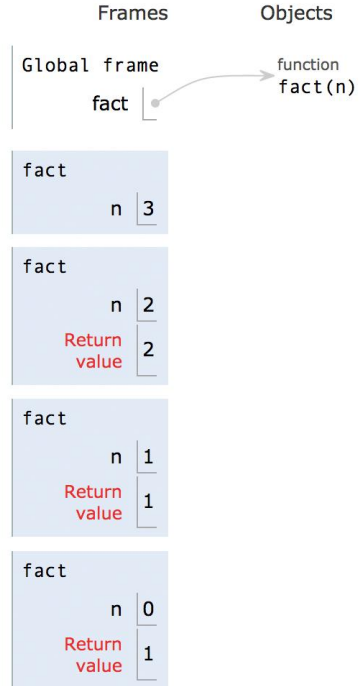 Frames Objects
Global frame
function
fact(n)
fact
fact
n 3
fact
n 2
Return
value 2
fact
n 1
Return
value 1
fact
n 0
Return
value 1